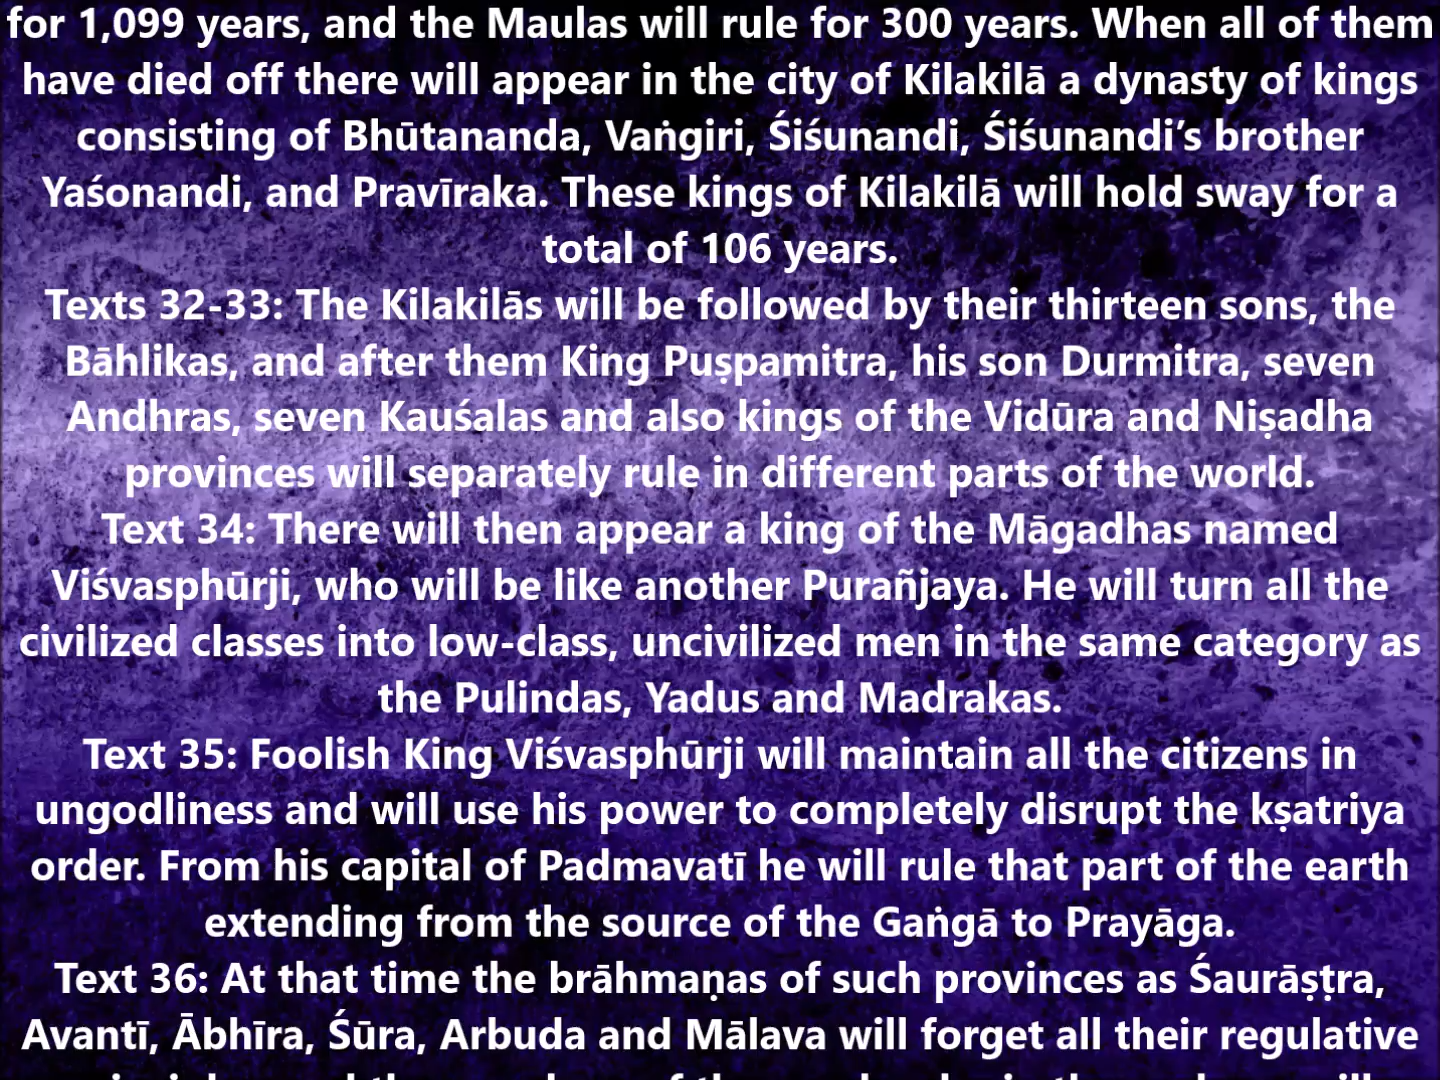 for 1,099 years, and the Maulas will rule for 300 years. When all of them
have died off there will appear in the city of Kilakilā a dynasty of kings
consisting of Bhūtananda, Vaṅgiri, Śiśunandi, Śiśunandi’s brother
Yaśonandi, and Pravīraka. These kings of Kilakilā will hold sway for a
total of 106 years.
Texts 32-33: The Kilakilās will be followed by their thirteen sons, the
Bāhlikas, and after them King Puṣpamitra, his son Durmitra, seven
Andhras, seven Kauśalas and also kings of the Vidūra and Niṣadha
provinces will separately rule in different parts of the world.
Text 34: There will then appear a king of the Māgadhas named
Viśvasphūrji, who will be like another Purañjaya. He will turn all the
civilized classes into low-class, uncivilized men in the same category as
the Pulindas, Yadus and Madrakas.
Text 35: Foolish King Viśvasphūrji will maintain all the citizens in
ungodliness and will use his power to completely disrupt the kṣatriya
order. From his capital of Padmavatī he will rule that part of the earth
extending from the source of the Gaṅgā to Prayāga.
Text 36: At that time the brāhmaṇas of such provinces as Śaurāṣṭra,
Avantī, Ābhīra, Śūra, Arbuda and Mālava will forget all their regulative